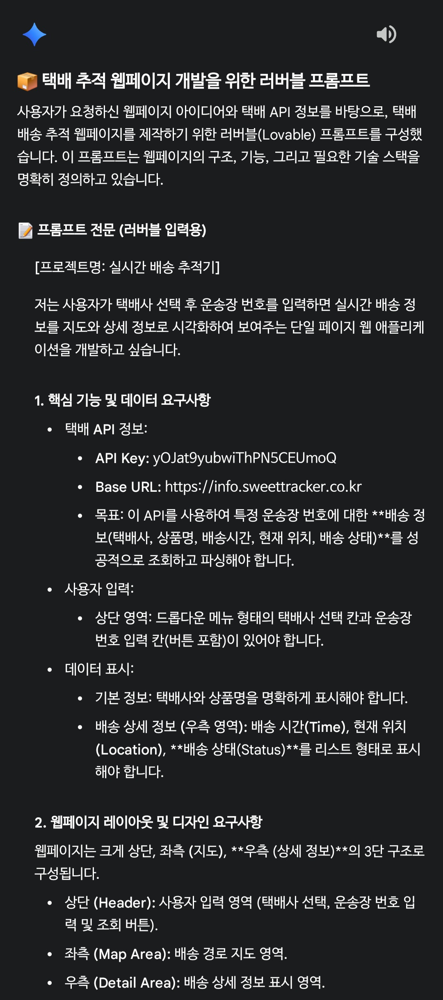 택배 추적 웹페이지 개발을 위한 러버블 프롬프트
사용자가 요청하신 웹페이지 아이디어와 택배 API 정보를 바탕으로, 택배
배송 추적 웹페이지를 제작하기 위한 러버블(Lovable) 프롬프트를 구성했
습니다. 이 프롬프트는 웹페이지의 구조, 기능, 그리고 필요한 기술 스택을
명확히 정의하고 있습니다.
프롬프트 전문 (러버블 입력용)
[프로젝트명: 실시간 배송 추적기]
저는 사용자가 택배사 선택 후 운송장 번호를 입력하면 실시간 배송 정
보를 지도와 상세 정보로 시각화하여 보여주는 단일 페이지 웹 애플리케
이션을 개발하고 싶습니다.
1. 핵심 기능 및 데이터 요구사항
• 택배 API 정보:
• API Key: yOJat9yubwiThPN5CEUmoQ
• Base URL: https://info.sweettracker.co.kr
• 목표: 이 API를 사용하여 특정 운송장 번호에 대한 **배송 정
보(택배사, 상품명, 배송시간, 현재 위치, 배송 상태)**를 성
공적으로 조회하고 파싱해야 합니다.
• 사용자 입력:
• 상단 영역: 드롭다운 메뉴 형태의 택배사 선택 칸과 운송장
번호 입력 칸(버튼 포함)이 있어야 합니다.
• 데이터 표시:
• 기본 정보: 택배사와 상품명을 명확하게 표시해야 합니다.
• 배송 상세 정보 (우측 영역): 배송 시간(Time), 현재 위치
(Location), **배송 상태(Status)**를 리스트 형태로 표시
해야 합니다.
2. 웹페이지 레이아웃 및 디자인 요구사항
웹페이지는 크게 상단, 좌측 (지도), **우측 (상세 정보)**의 3단 구조로
구성됩니다.
• 상단 (Header): 사용자 입력 영역 (택배사 선택, 운송장 번호 입
력 및 조회 버튼).
• 좌측 (Map Area): 배송 경로 지도 영역.
• 우측 (Detail Area): 배송 상세 정보 표시 영역.